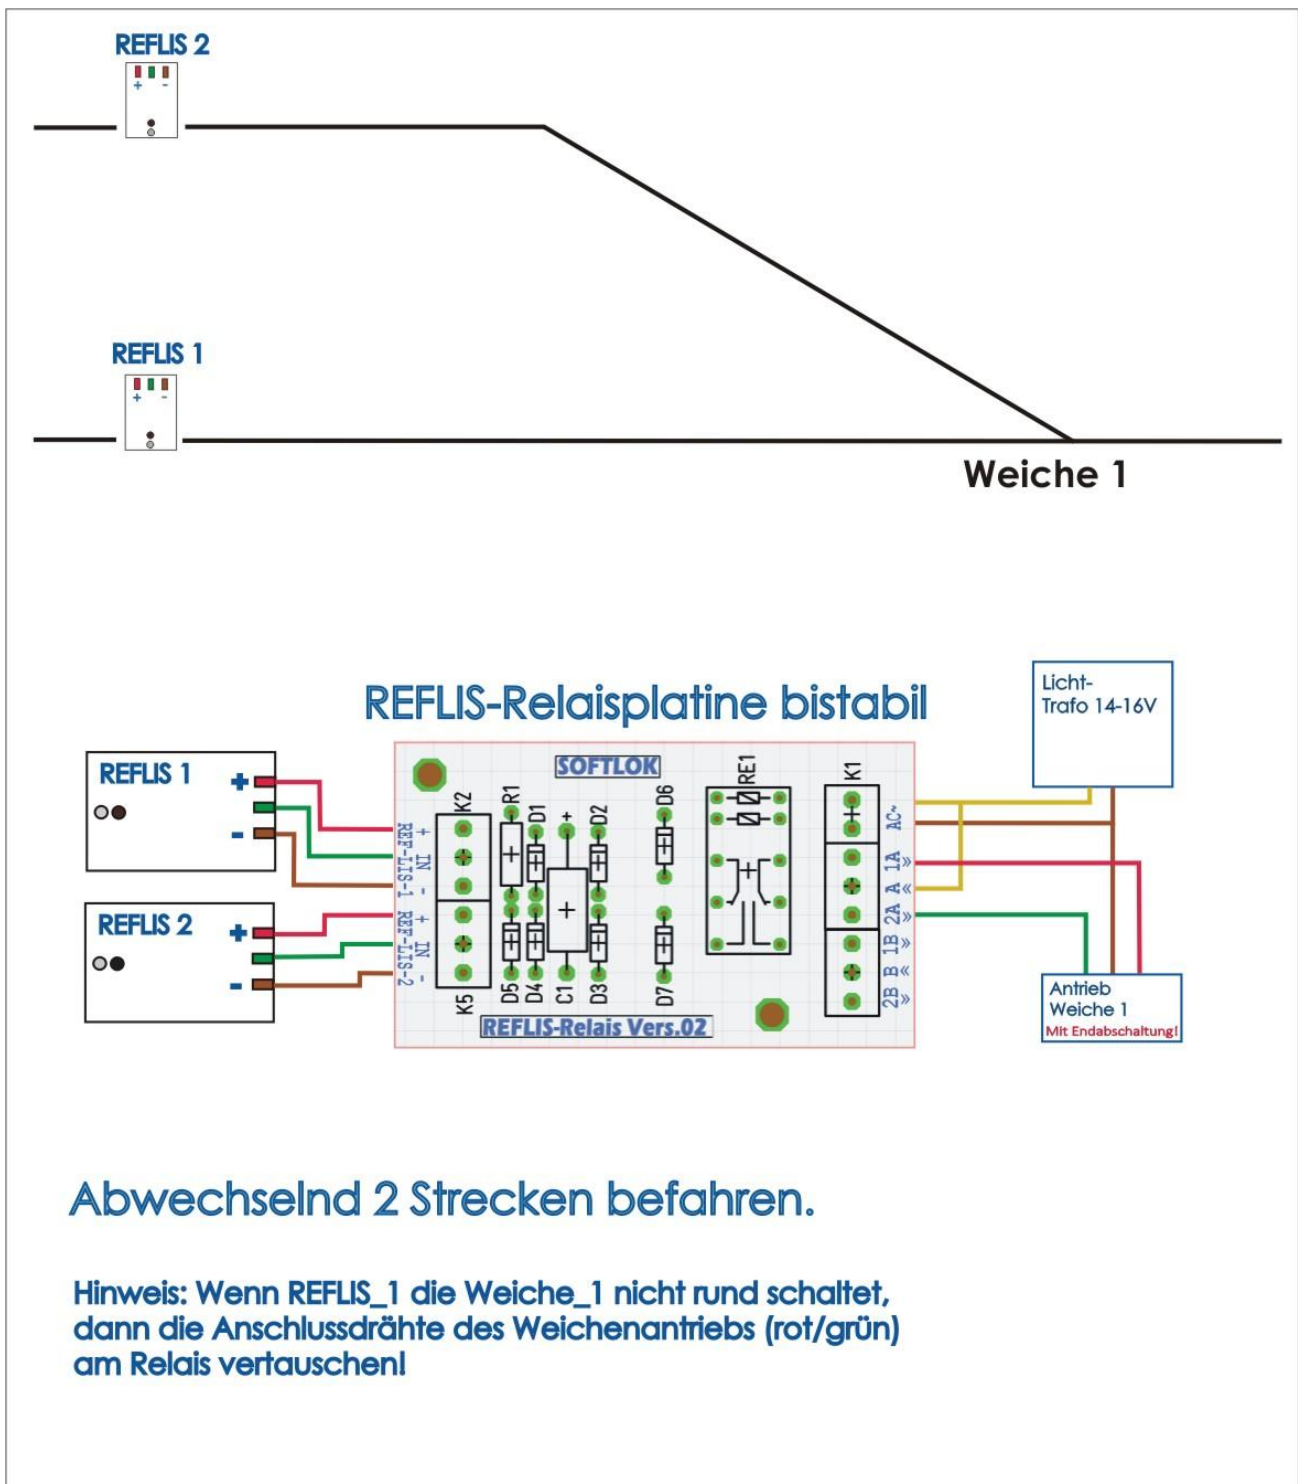 REFLIS 2
+ -
REFLIS 1
+ -
Weiche 1
REFLIS-Relaisplatine bistabil
Licht-
Trafo 14-16V
REFLIS 1
+
-
REFLIS 2
+
-
SOFTLOK
K2
R1
D1
+
D2
D6
RE1
K1
REF-LIS-1
+ IN -
REF-LIS-2
+ IN -
K5
D5
D4
C1
D3
D7
AC~
1A»
A«
2A»
1B»
B«
2B»
REFLIS-Relais Vers.02
Antrieb
Weiche 1
Mit Endabschaltung!
Abwechselnd 2 Strecken befahren.
Hinweis: Wenn REFLIS_1 die Weiche_1 nicht rund schaltet,
dann die Anschlussdrähte des Weichenantriebs (rot/grün)
am Relais vertauschen!